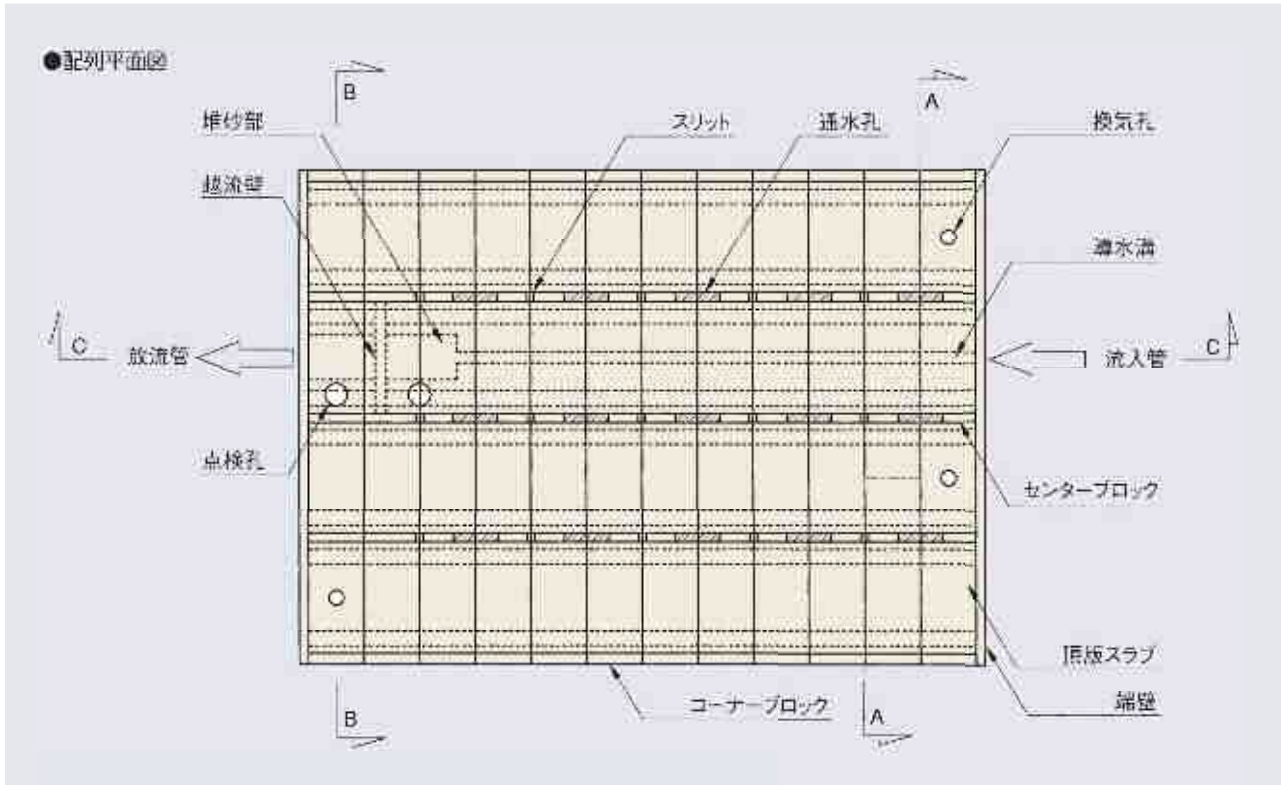 ●配列平面図
B
A
堆砂部
スリット
通水孔
換気孔
越流壁
導水溝
C
放流管
流入管
C
点検孔
センターブロック
頂版スラブ
コーナーブロック
端壁
B
A